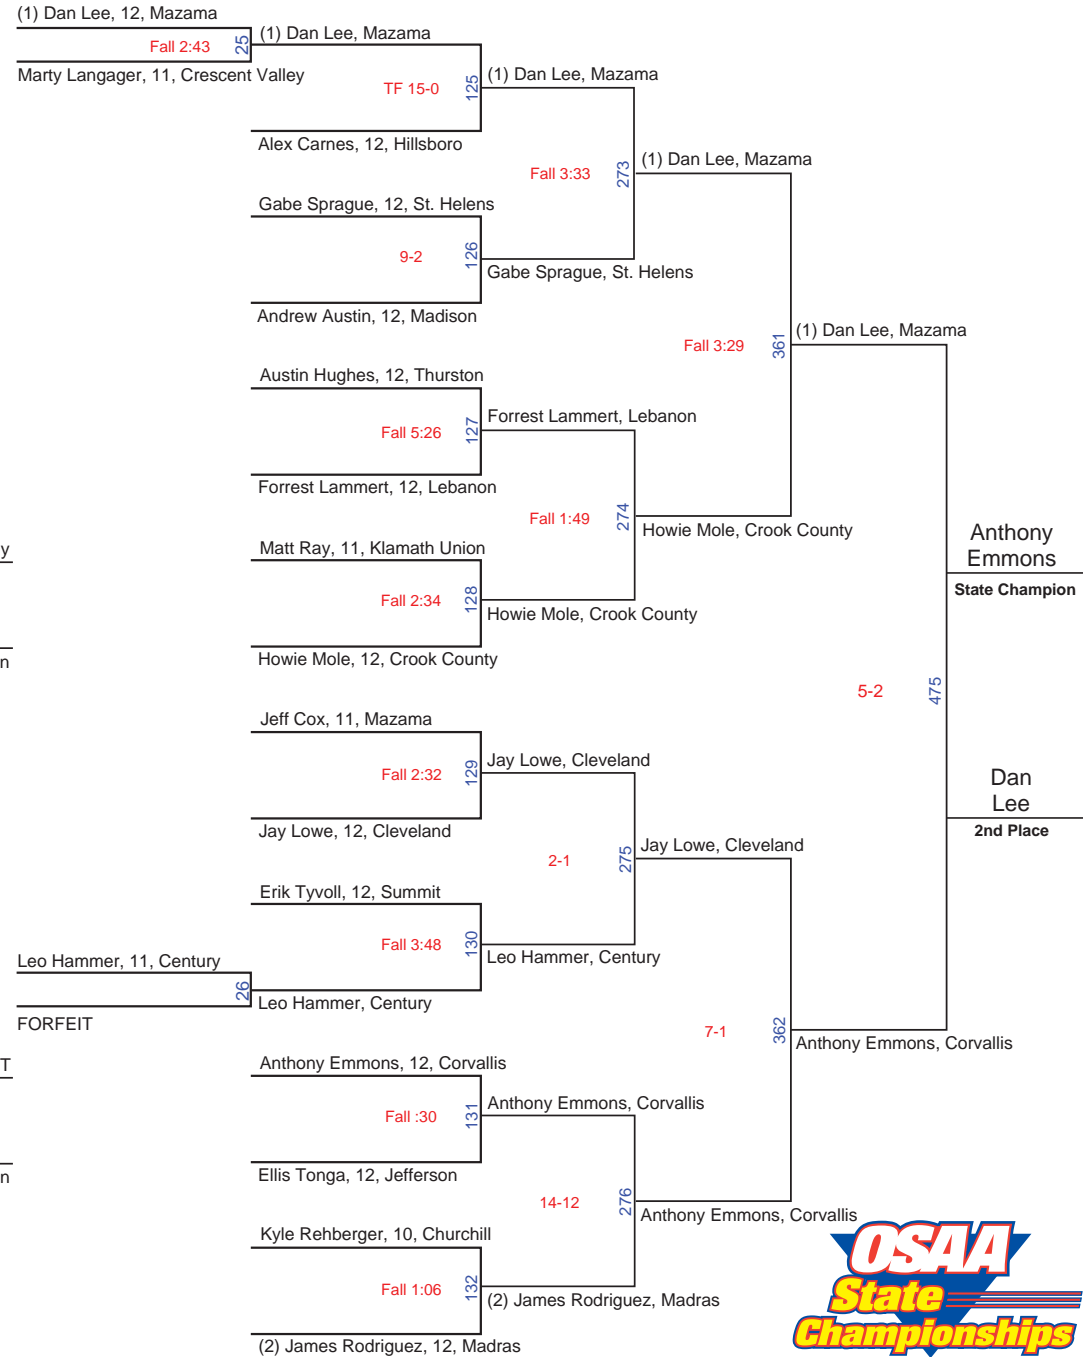 (1) Dan Lee, 12, Mazama
Fall 2:43
25
Marty Langager, 11, Crescent Valley
(1) Dan Lee, Mazama
TF 15-0
125
Alex Carnes, 12, Hillsboro
(1) Dan Lee, Mazama
Gabe Sprague, 12, St. Helens
9-2
126
Andrew Austin, 12, Madison
Gabe Sprague, St. Helens
Fall 3:33
273
(1) Dan Lee, Mazama
Austin Hughes, 12, Thurston
Fall 5:26
127
Forrest Lammert, 12, Lebanon
Forrest Lammert, Lebanon
Fall 1:49
274
Matt Ray, 11, Klamath Union
Fall 2:34
128
Howie Mole, 12, Crook County
Howie Mole, Crook County
Howie Mole, Crook County
Fall 3:29
361
(1) Dan Lee, Mazama
y
n
Jeff Cox, 11, Mazama
Fall 2:32
129
Jay Lowe, 12, Cleveland
Jay Lowe, Cleveland
2-1
275
Jay Lowe, Cleveland
Erik Tyvoll, 12, Summit
Fall 3:48
130
Leo Hammer, Century
Leo Hammer, 11, Century
26
FORFEIT
Leo Hammer, Century
T
n
Anthony Emmons, 12, Corvallis
Fall :30
131
Ellis Tonga, 12, Jefferson
Anthony Emmons, Corvallis
14-12
276
Anthony Emmons, Corvallis
Kyle Rehberger, 10, Churchill
Fall 1:06
132
(2) James Rodriguez, 12, Madras
(2) James Rodriguez, Madras
7-1
362
Anthony Emmons, Corvallis
5-2
475
Anthony
Emmons
State Champion
Dan
Lee
2nd Place
OSAA
State
Championships